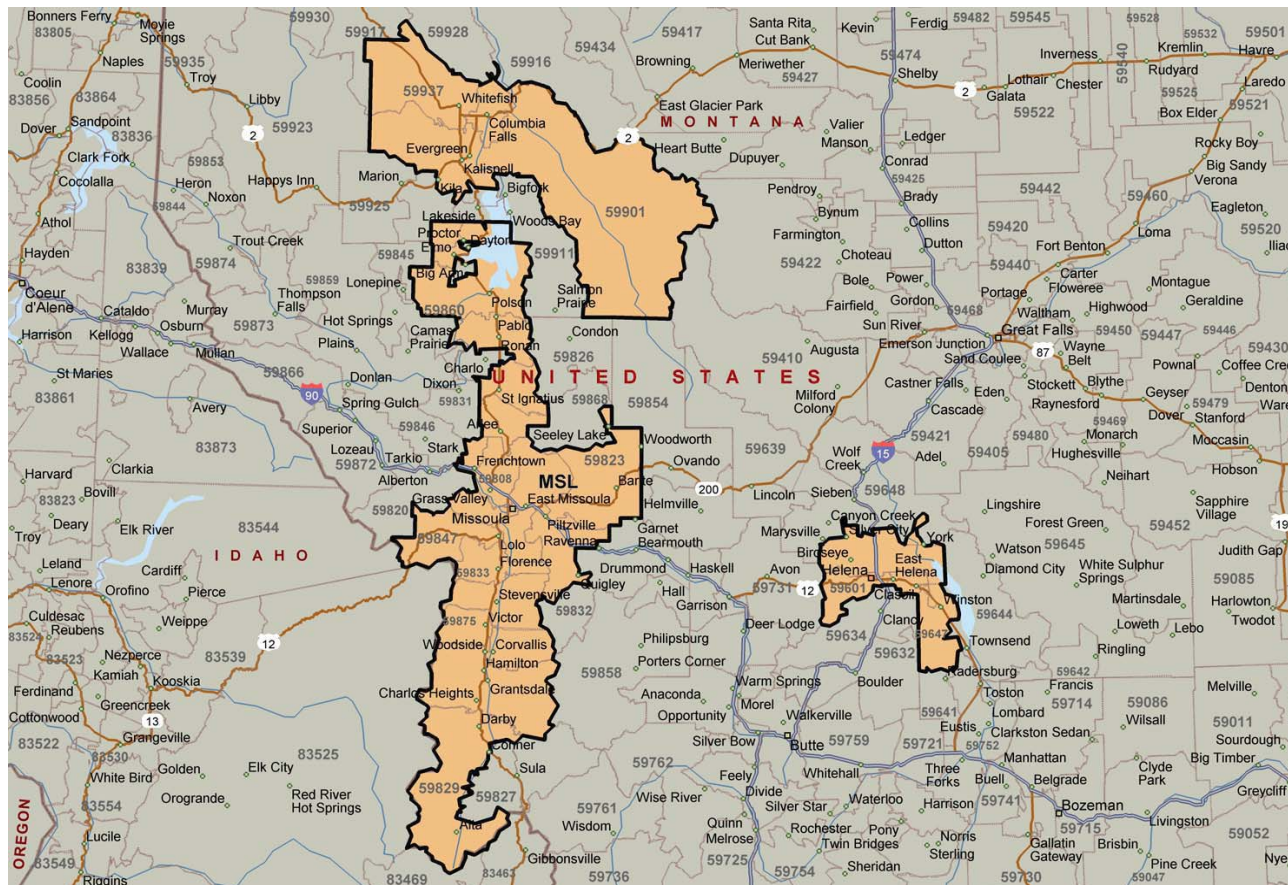 Bonners Ferry
83805
Moyie
Springs
59930
59917
59928
59434
59417
Santa Rita
Cut Bank
Kevin
Ferdig
59482
59545
59528
59532
59501
Naples
59935
Troy
59916
Browning
Meriwether
59427
59474
Inverness
Kremlin
Havre
Rudyard
59540
Coolin
83856
83864
Libby
59937
Whitefish
Shelby
Lothair
Chester
Galata
2
59525
Laredo
59521
Box Elder
Dover
Sandpoint
83836
2
59923
Columbia
Falls
East Glacier Park
MONTANA
2
Heart Butte
Dupuyer
Valier
Manson
Ledger
59522
Rocky Boy
Clark Fork
59853
Evergreen
Kalispell
Conrad
59425
Big Sandy
Verona
Cocolalla
Heron
59844
Noxon
Happys Inn
Marion
59925
Kila
Bigfork
Pendroy
Brady
59442
59460
Eagleton
Athol
Lakeside
Woods Bay
59901
Bynum
Collins
59420
Loma
59520
Trout Creek
Proctor
Dayton
Elmo
59911
Farmington
Dutton
Fort Benton
Hayden
83839
59874
59845
Big Arm
59422
Choteau
59440
Carter
Floweree
Montague
Coeur
d'Alene
59859
Thompson
Falls
Lonepine
Polson
Salmon
Prairie
Bole
Power
Portage
Highwood
Geraldine
Cataldo
Murray
59860
Fairfield
Gordon
59468
Waltham
Harrison
Kellogg
Osburn
59873
Hot Springs
Pablo
Condon
Sun River
Great Falls
59450
59447
59446
Wallace
Mullan
Plains
Camas
Prairie
Ronan
Emerson Junction
87
Wayne
Belt
59430
59866
59826
59410
Augusta
Sand Coulee
Pownal
Coffee Creek
St Maries
83861
Donlan
Dixon
Charlo
UNITED STATES
Castner Falls
Eden
Stockett
Raynesford
Blythe
Geyser
Denton
90
59831
St Ignatius
59868
59854
Milford
Colony
Cascade
59479
Stanford
Avery
Spring Gulch
Superior
59846
Arlee
Seeley Lake
Woodworth
15
59421
59480
59469
Monarch
Dover
Moccasin
83873
Lozeau
59872
Stark
59639
Wolf
Creek
Adel
59405
Hughesville
Clarkia
Tarkio
Frenchtown
59823
Ovando
Neihart
Hobson
Harvard
Alberton
59808
MSL
200
Lincoln
Sieben
59648
83823
Bovill
Grass Valley
East Missoula
Helmville
Lingshire
Sapphire
Village
Deary
Elk River
83544
59820
Missoula
Piltzville
Garnet
Canyon Creek
Silver City
Forest Green
59452
Troy
Ravenna
Bearmouth
Marysville
York
59645
IDAHO
59847
Lolo
Birdseye
East
Helena
Watson
Judith Gap
Leland
Cardiff
Florence
Drummond
Haskell
Avon
Helena
Diamond City
White Sulphur
Springs
Lenore
Orofino
Pierce
59833
Quigley
Hall
59731
12
59601
59085
Culdesac
Stevensville
59832
Garrison
Winston
Martinsdale
Harlowton
Reubens
83524
Weippe
59875
Victor
Deer Lodge
59634
Clancy
59644
59647
Twodot
12
Woodside
Corvallis
Philipsburg
59632
Townsend
Loweth
Lebo
Nezperce
83523
Kamiah
83539
Hamilton
Porters Corner
Ringling
Kooskia
59858
Radersburg
59642
Ferdinand
Greencreek
Charlos Heights
Grantsdale
Anaconda
Warm Springs
Boulder
Toston
Francis
59714
Melville
Cottonwood
13
Opportunity
Morel
59641
Lombard
59086
Grangeville
Darby
Walkerville
Eustis
Clarkston Sedan
Wilsall
59011
83522
83530
83525
Conner
Silver Bow
Butte
59759
59721
59752
Manhattan
Sourdough
White Bird
Golden
Elk City
Sula
59762
Feely
Whitehall
Three
Forks
Buell
Belgrade
Clyde
Park
Big Timber
83554
Orogrande
Red River
Hot Springs
59829
59827
Wise River
Divide
Silver Star
Waterloo
Harrison
59741
Bozeman
Greycliff
OREGON
59761
Alta
Wisdom
Quinn
Rochester
Pony
Norris
59715
Livingston
Lucile
Melrose
Twin Bridges
Sterling
Gallatin
Gateway
Brisbin
59052
83549
Riggins
83469
83463
Gibbonsville
59736
59725
59754
Sheridan
59730
59047
Pine Creek